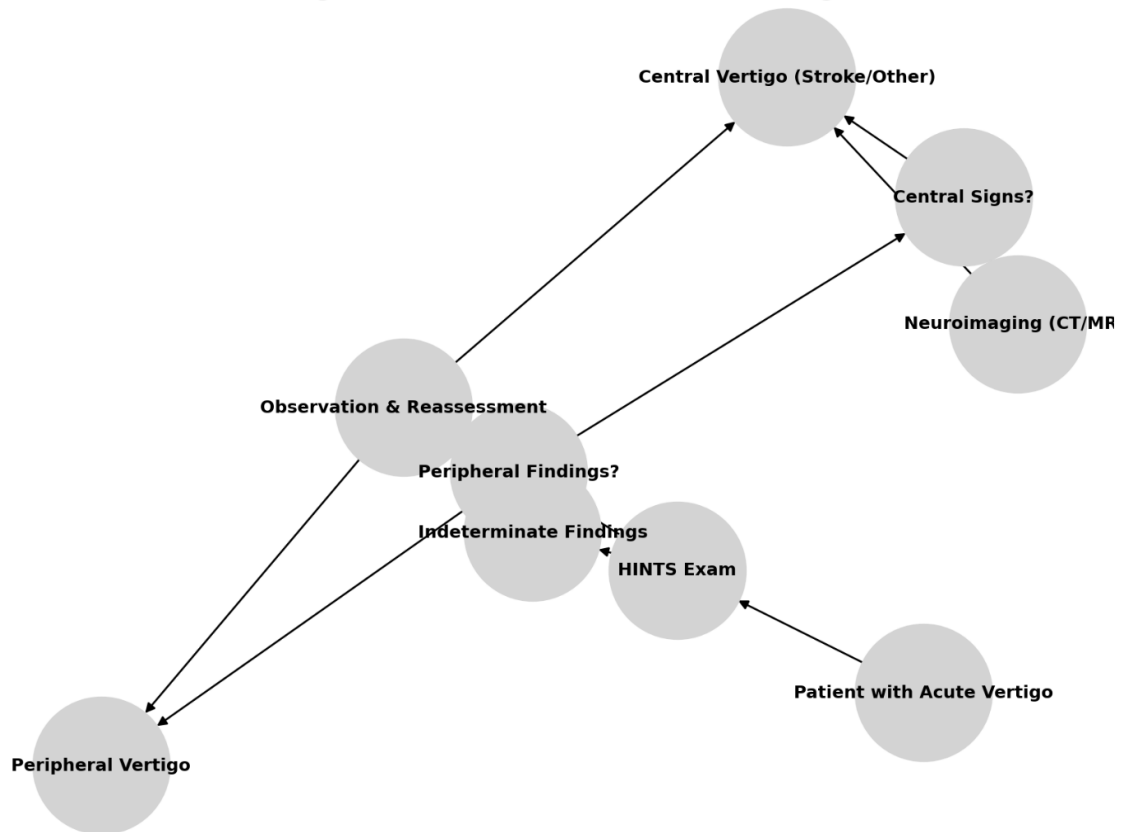 Central Vertigo (Stroke/Other)
Central Signs?
Neuroimaging (CT/MR
Observation & Reassessment
Peripheral Findings?
Indeterminate Findings
HINTS Exam
Patient with Acute Vertigo
Peripheral Vertigo